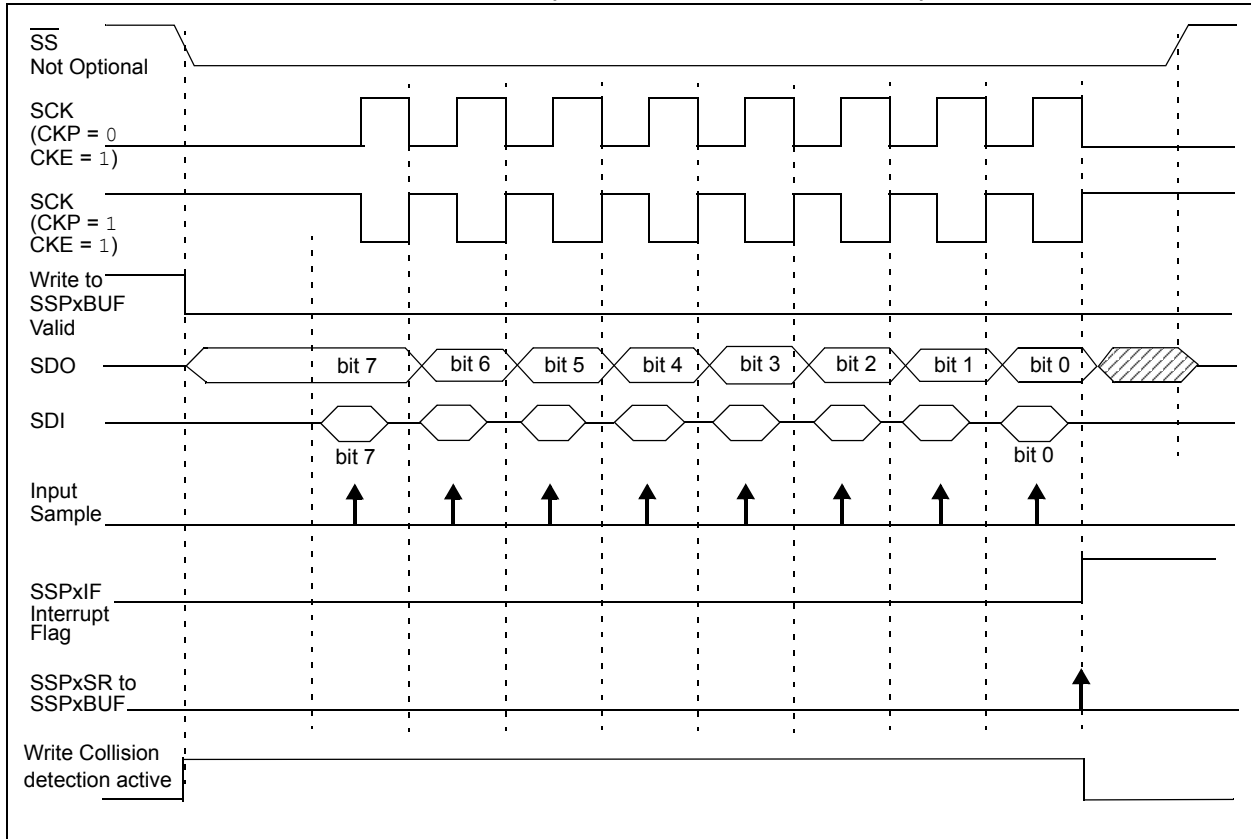 SS
Not Optional
SCK
(CKP = 0
CKE = 1)
SCK
(CKP = 1
CKE = 1)
Write to
SSPxBUF
Valid
SDO
bit 7 bit 6 bit 5 bit 4 bit 3 bit 2 bit 1 bit 0
SDI
bit 7 bit 0
Input
Sample
SSPxIF
Interrupt
Flag
SSPxSR to
SSPxBUF
Write Collision
detection active